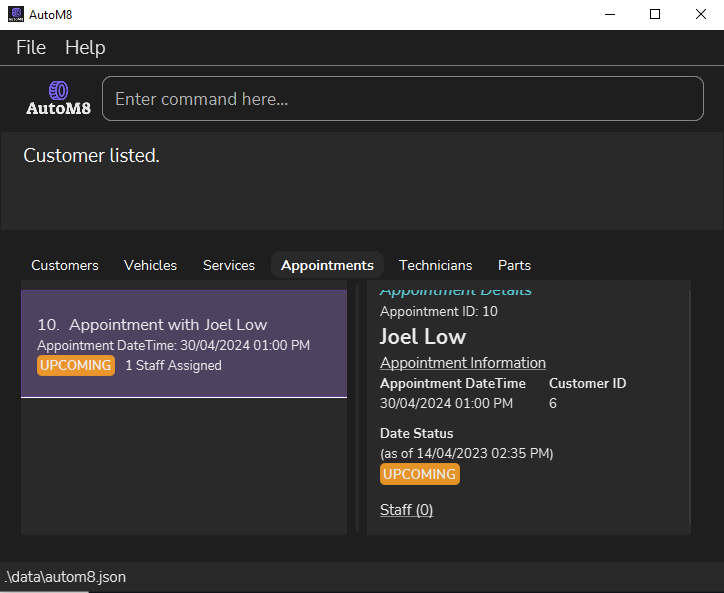 AutoM8
File Help
AutoM8
Enter command here...
Customer listed.
Customers Vehicles Services Appointments Technicians Parts
10. Appointment with Joel Low
Appointment DateTime: 30/04/2024 01:00 PM
UPCOMING 1 Staff Assigned
Appointment Details
Appointment ID: 10
Joel Low
Appointment Information
Appointment DateTime Customer ID
30/04/2024 01:00 PM 6
Date Status
(as of 14/04/2023 02:35 PM)
UPCOMING
Staff (0)
.\data\autom8.json